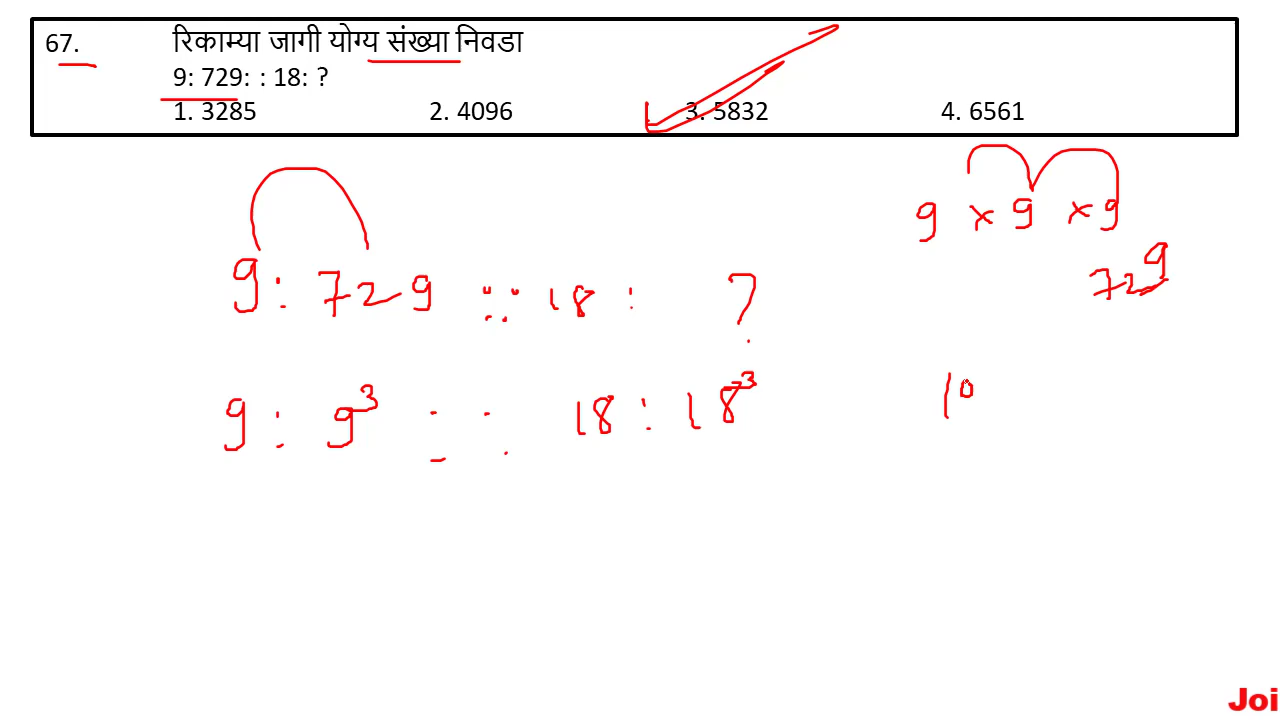 67. रिकाम्या जागी योग्य संख्या निवडा
9: 729: : 18: ?
1. 3285 2. 4096 3. 5832 4. 6561
9 × 9 × 9
729
9 : 729 :: 18 : ?
9 : 9³ :: 18 : 18³
Joi